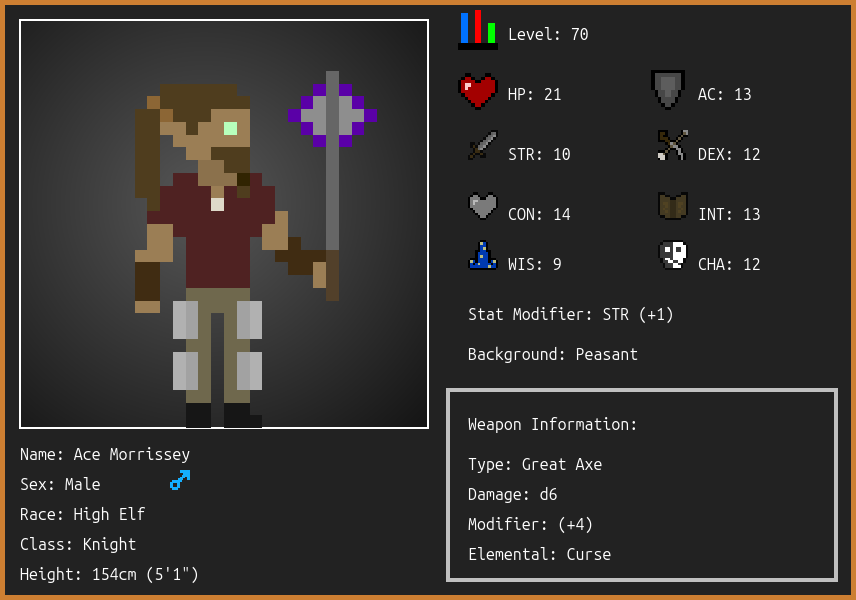 Level: 70
HP: 21
AC: 13
STR: 10
DEX: 12
CON: 14
INT: 13
WIS: 9
CHA: 12
Stat Modifier: STR (+1)
Background: Peasant
Weapon Information:
Type: Great Axe
Damage: d6
Modifier: (+4)
Elemental: Curse
Name: Ace Morrissey
Sex: Male
Race: High Elf
Class: Knight
Height: 154cm (5'1")